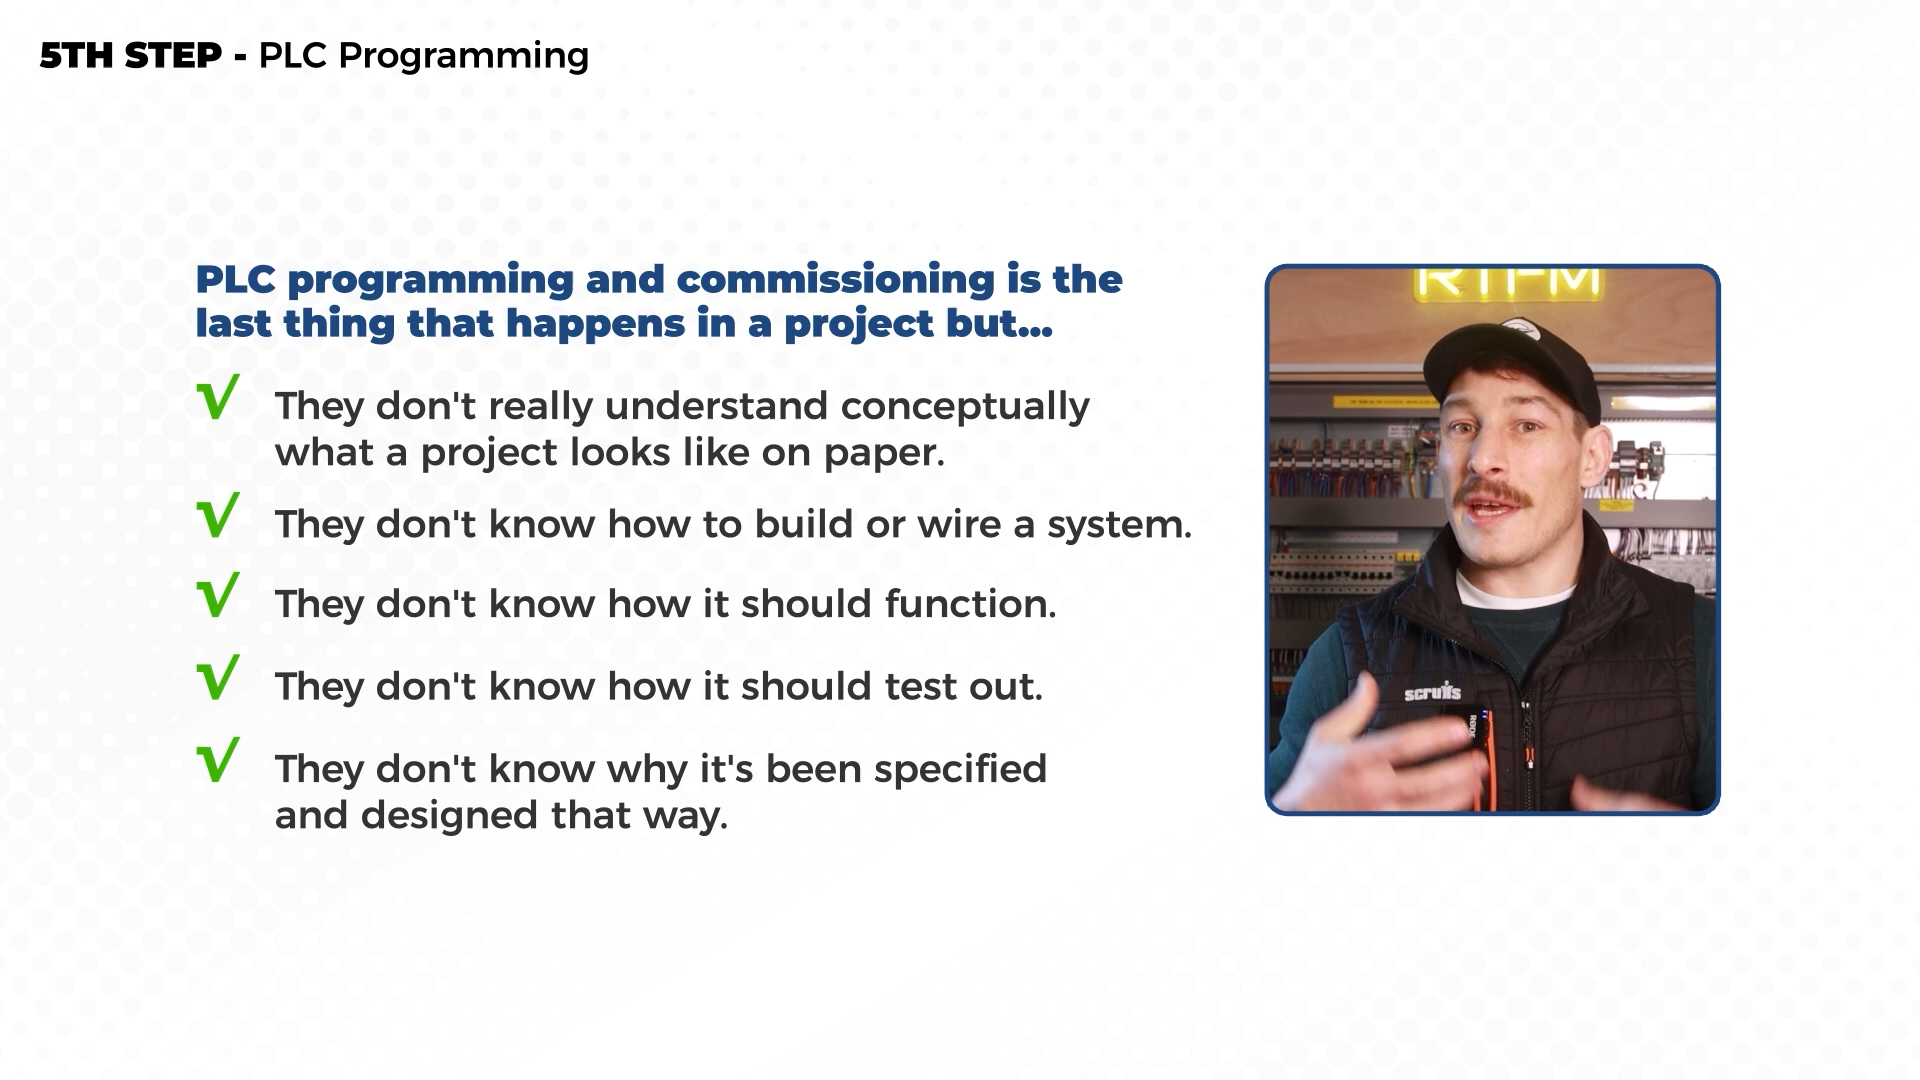 5TH STEP - PLC Programming
PLC programming and commissioning is the
last thing that happens in a project but...
√ They don't really understand conceptually
what a project looks like on paper.
√ They don't know how to build or wire a system.
√ They don't know how it should function.
√ They don't know how it should test out.
√ They don't know why it's been specified
and designed that way.
RTFM
scruffs
RØDE